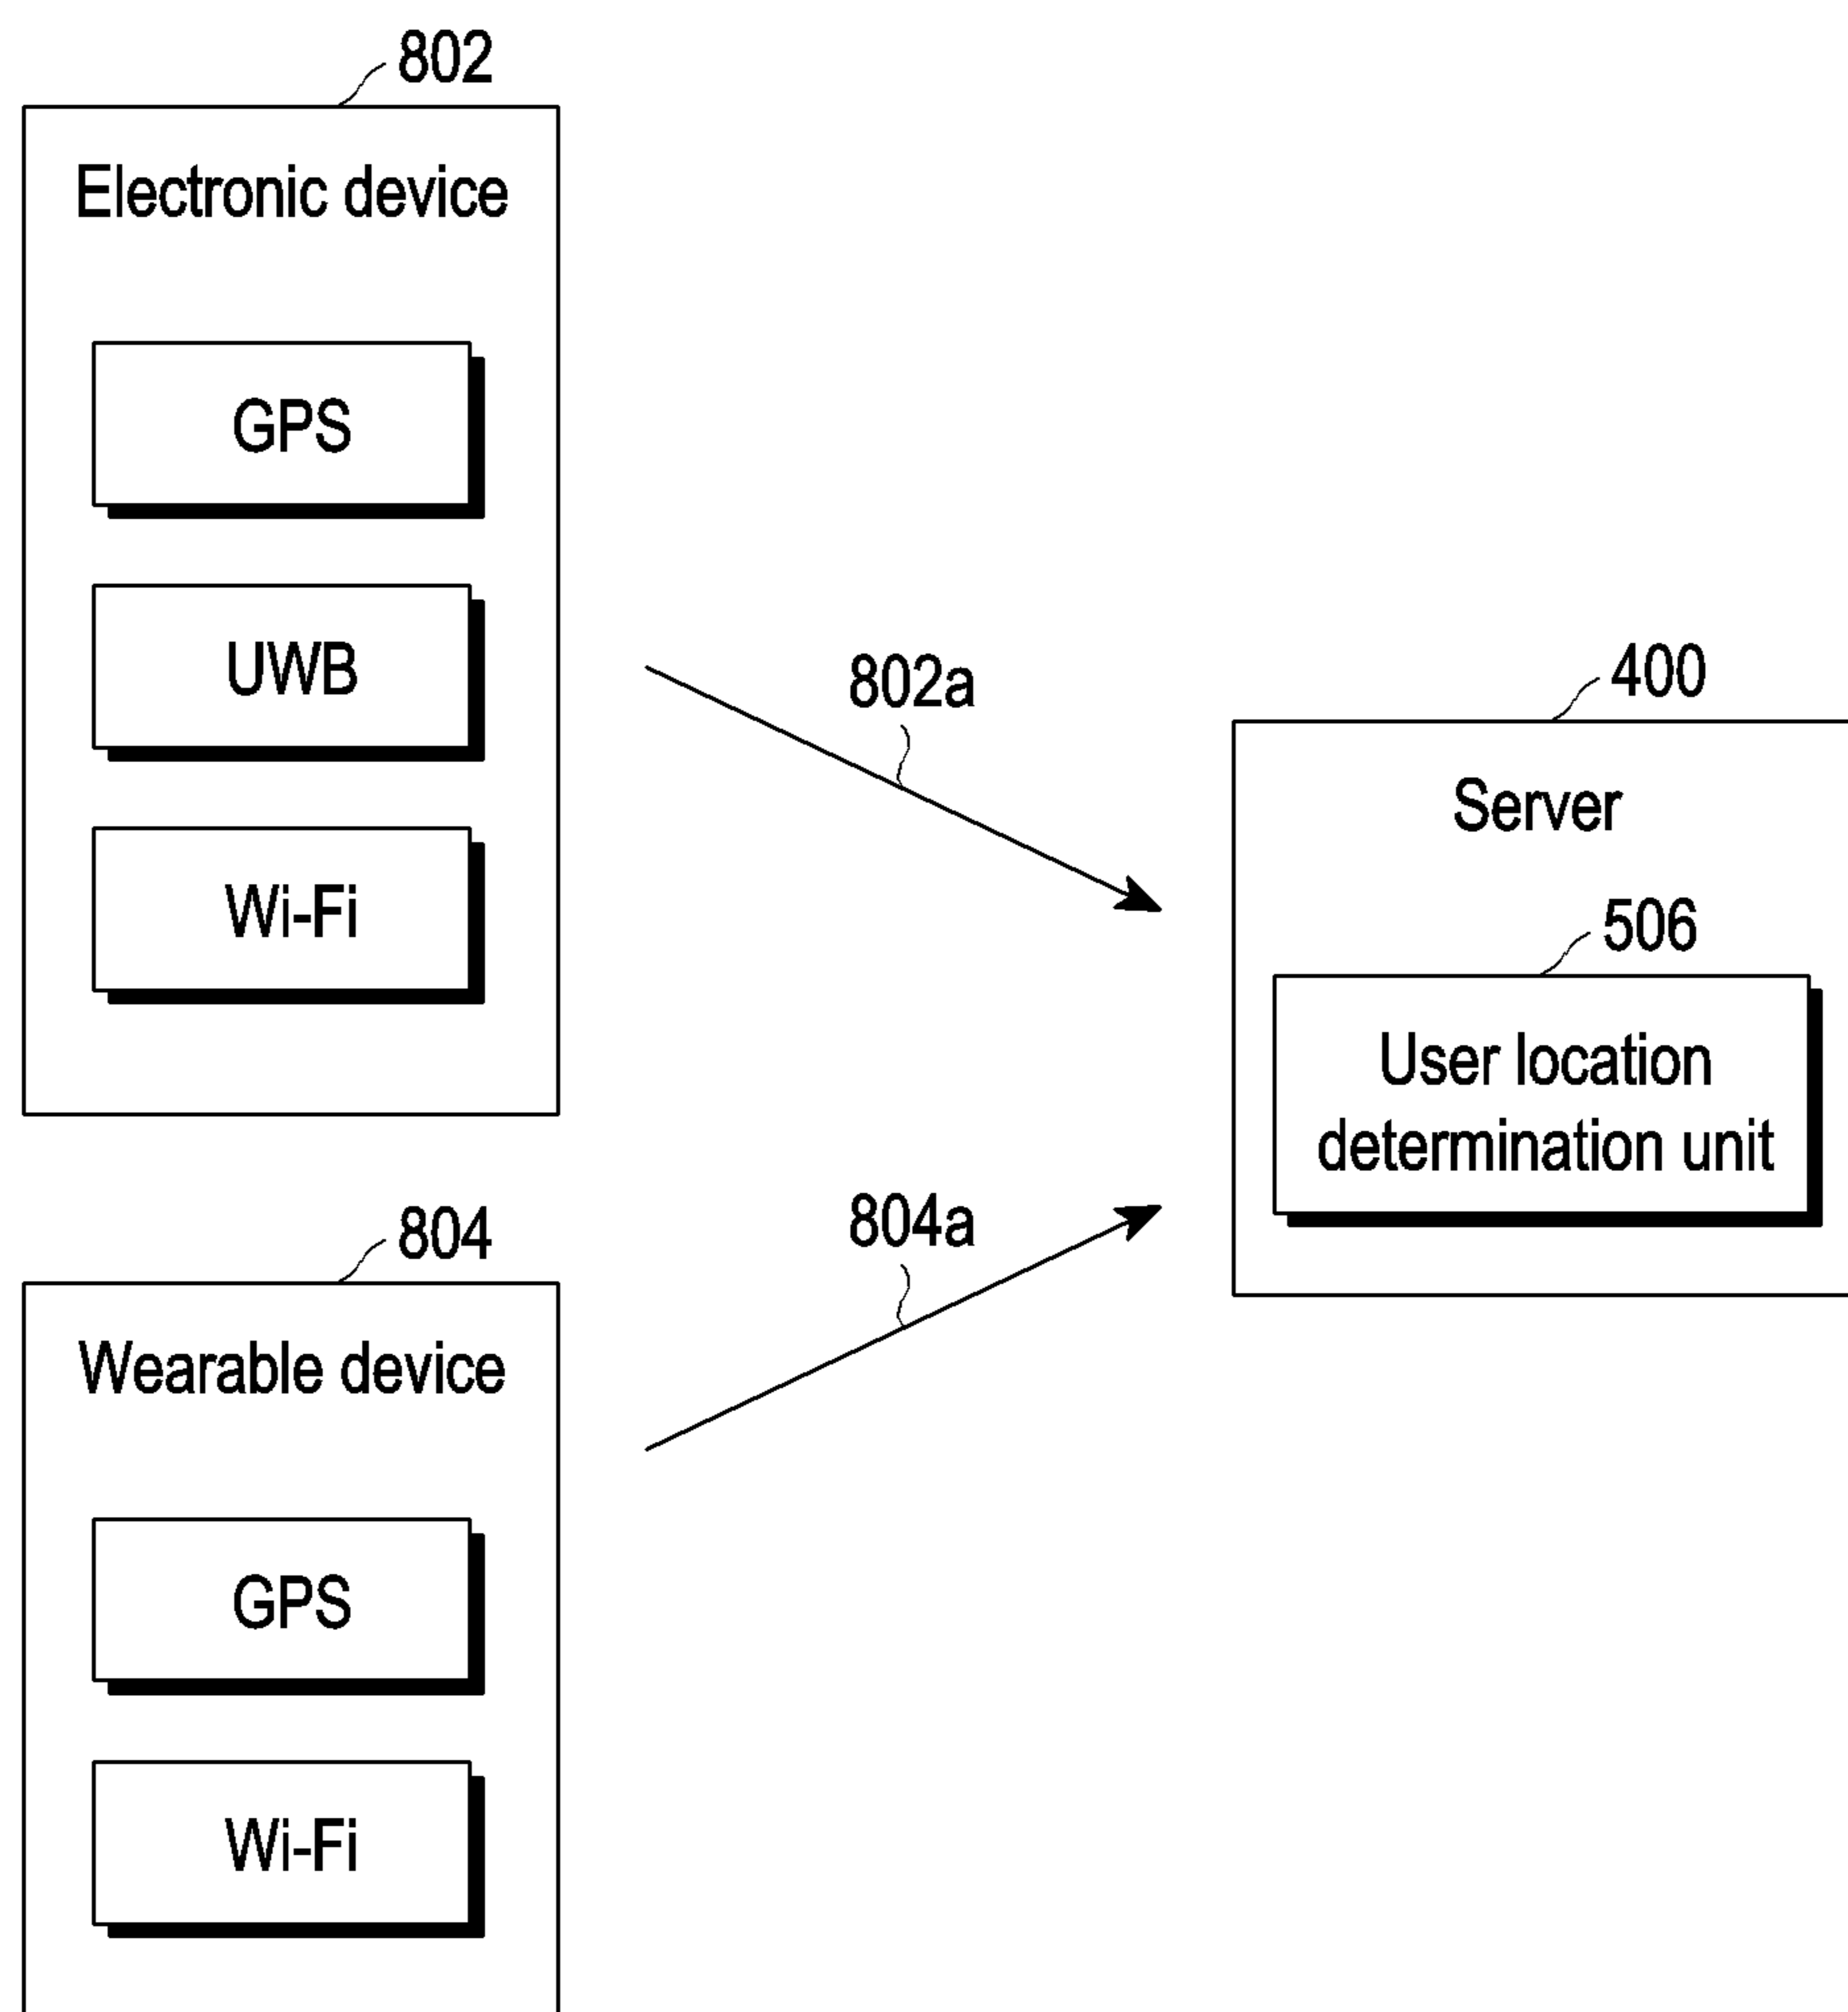 802
Electronic device
GPS
UWB
Wi-Fi
802a
400
Server
506
User location
determination unit
804a
804
Wearable device
GPS
Wi-Fi